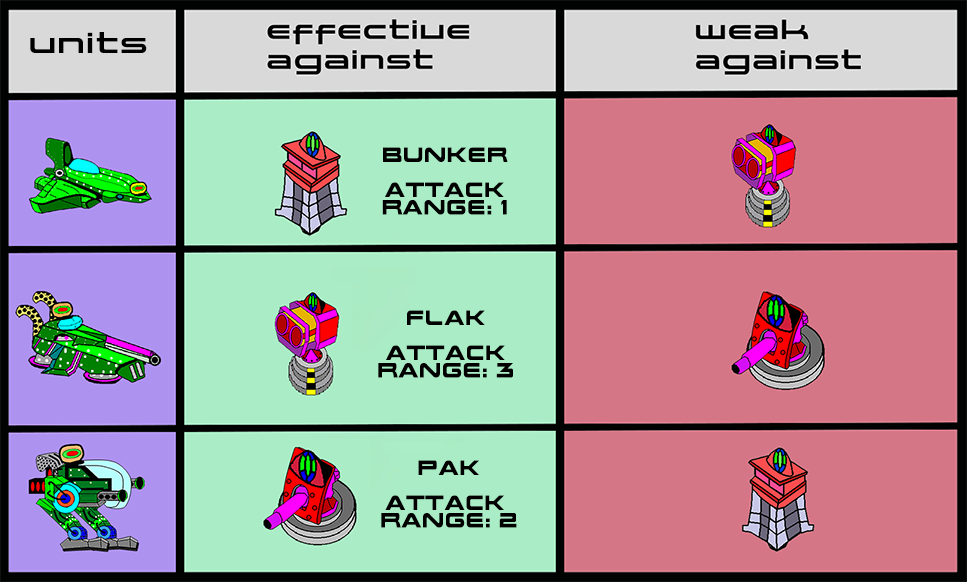 units
effective
against
weak
against
BUNKER
ATTACK
RANGE: 1
FLAK
ATTACK
RANGE: 3
PAK
ATTACK
RANGE: 2